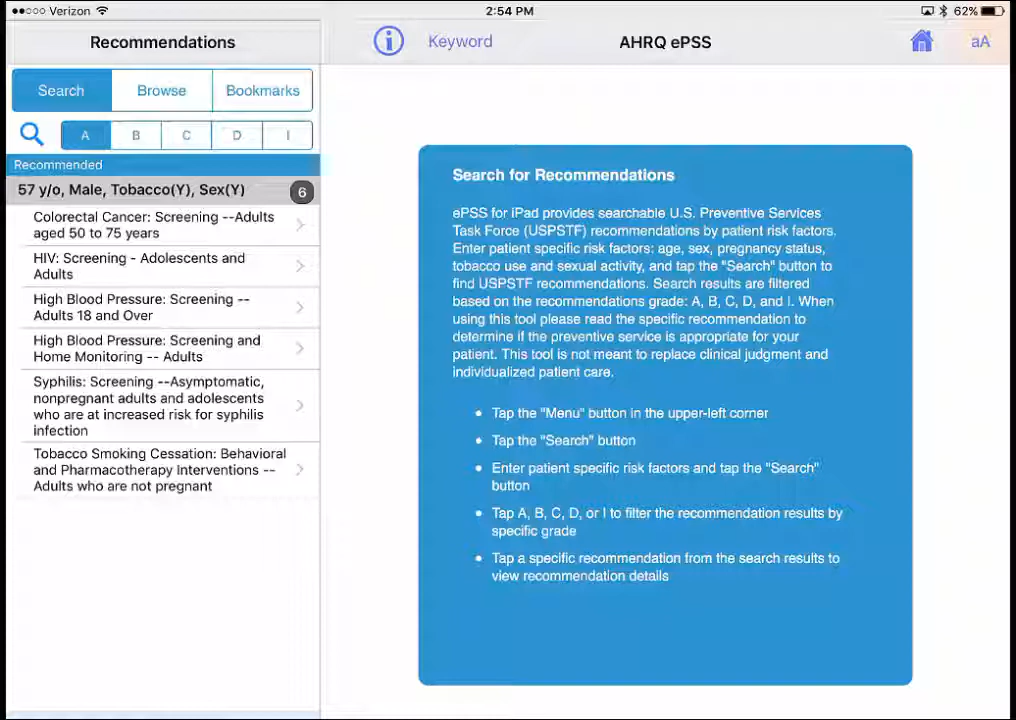 Verizon
2:54 PM
62%
Recommendations
Keyword
AHRQ ePSS
aA
Search
Browse
Bookmarks
A
B
C
D
I
Recommended
57 y/o, Male, Tobacco(Y), Sex(Y)
6
Colorectal Cancer: Screening --Adults
aged 50 to 75 years
HIV: Screening - Adolescents and
Adults
High Blood Pressure: Screening --
Adults 18 and Over
High Blood Pressure: Screening and
Home Monitoring -- Adults
Syphilis: Screening --Asymptomatic,
nonpregnant adults and adolescents
who are at increased risk for syphilis
infection
Tobacco Smoking Cessation: Behavioral
and Pharmacotherapy Interventions --
Adults who are not pregnant
Search for Recommendations
ePSS for iPad provides searchable U.S. Preventive Services
Task Force (USPSTF) recommendations by patient risk factors.
Enter patient specific risk factors: age, sex, pregnancy status,
tobacco use and sexual activity, and tap the "Search" button to
find USPSTF recommendations. Search results are filtered
based on the recommendations grade: A, B, C, D, and I. When
using this tool please read the specific recommendation to
determine if the preventive service is appropriate for your
patient. This tool is not meant to replace clinical judgment and
individualized patient care.
• Tap the "Menu" button in the upper-left corner
• Tap the "Search" button
• Enter patient specific risk factors and tap the "Search"
button
• Tap A, B, C, D, or I to filter the recommendation results by
specific grade
• Tap a specific recommendation from the search results to
view recommendation details